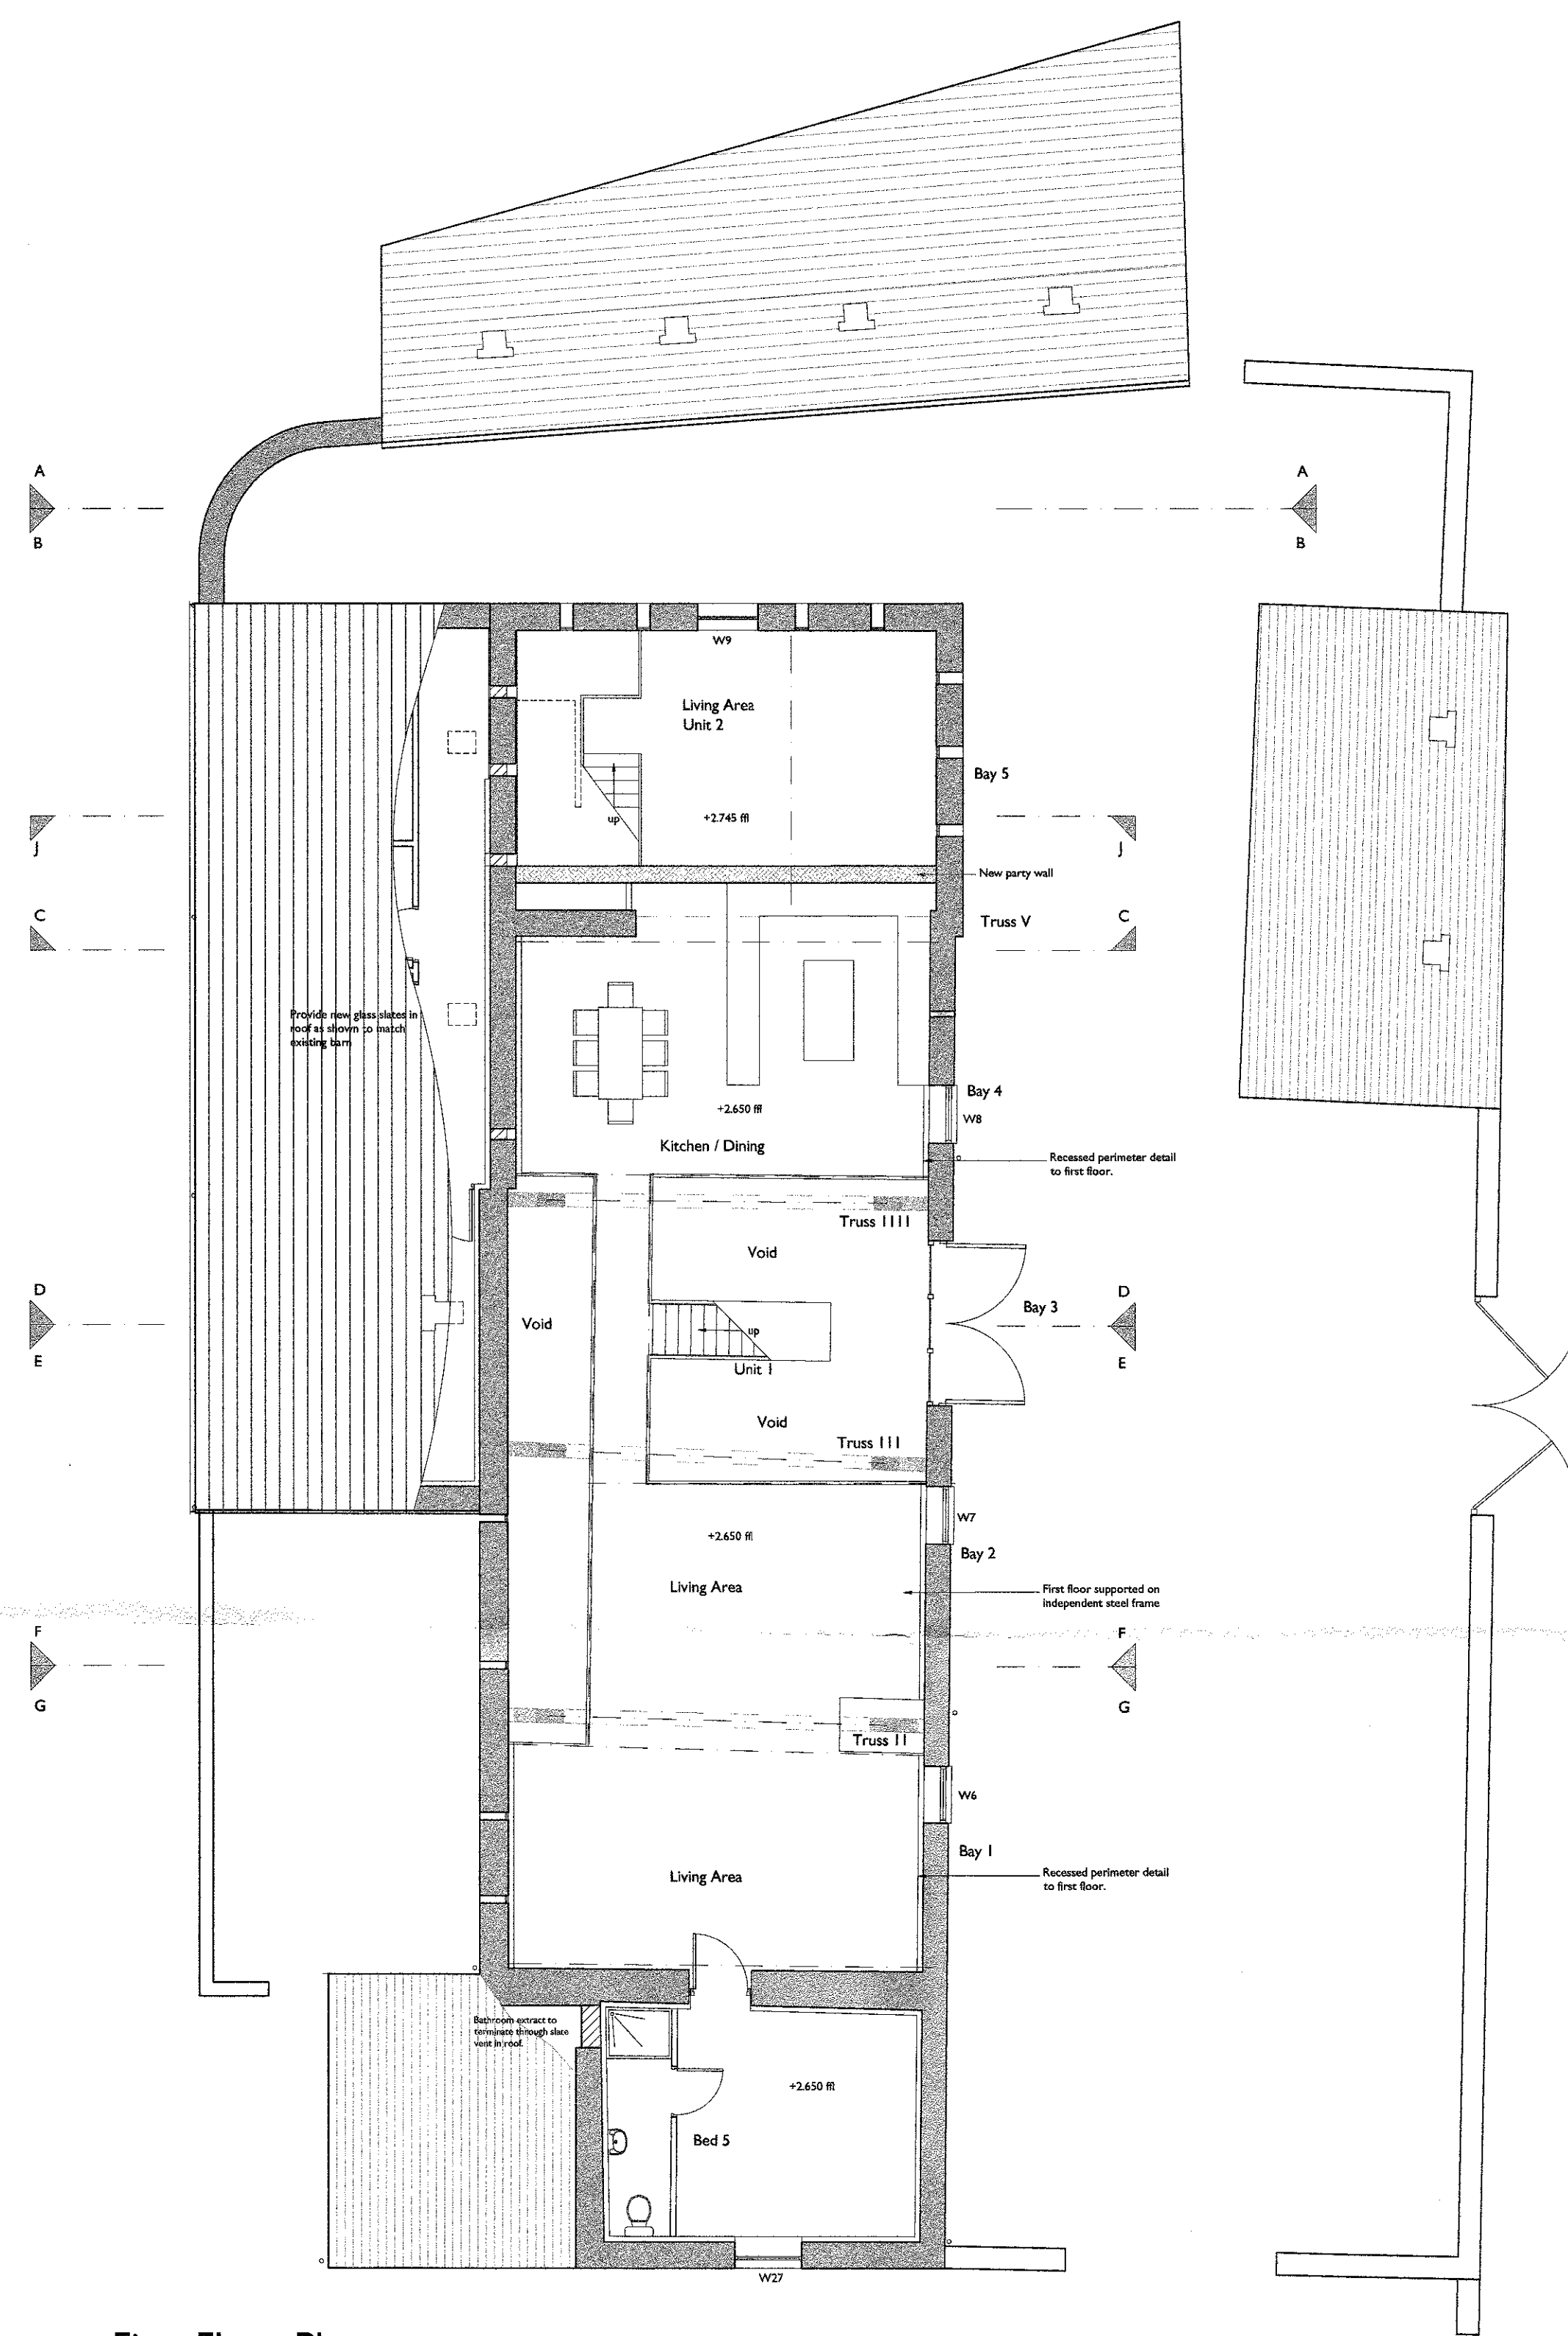 A
A
B
B
W9
Living Area
Unit 2
Bay 5
up
+2.745 ffl
J
J
New party wall
C
Truss V
C
Provide new glass slates in
roof as shown to match
existing barn
Bay 4
+2.650 ffl
W8
Kitchen / Dining
Recessed perimeter detail
to first floor.
Truss IIII
Void
D
D
Bay 3
Void
up
E
E
Unit 1
Void
Truss III
W7
+2.650 ffl
Bay 2
Living Area
First floor supported on
independent steel frame
F
F
G
G
Truss II
W6
Bay 1
Living Area
Recessed perimeter detail
to first floor.
Bathroom extract to
terminate through slate
vent in roof.
+2.650 ffl
Bed 5
W27